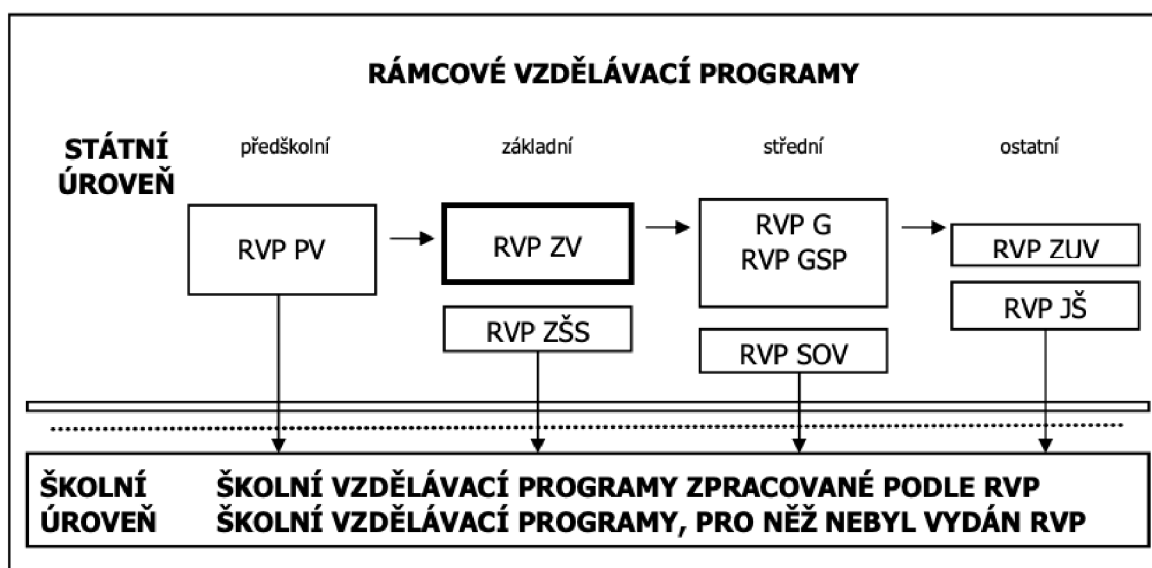 RÁMCOVÉ VZDĚLÁVACÍ PROGRAMY
STÁTNÍ
ÚROVEŇ
předškolní
základní
střední
ostatní
RVP PV
RVP ZV
RVP G
RVP GSP
RVP ZUV
RVP ZŠS
RVP JŠ
RVP SOV
ŠKOLNÍ ŠKOLNÍ VZDĚLÁVACÍ PROGRAMY ZPRACOVANÉ PODLE RVP
ÚROVEŇ ŠKOLNÍ VZDĚLÁVACÍ PROGRAMY, PRO NĚŽ NEBYL VYDÁN RVP